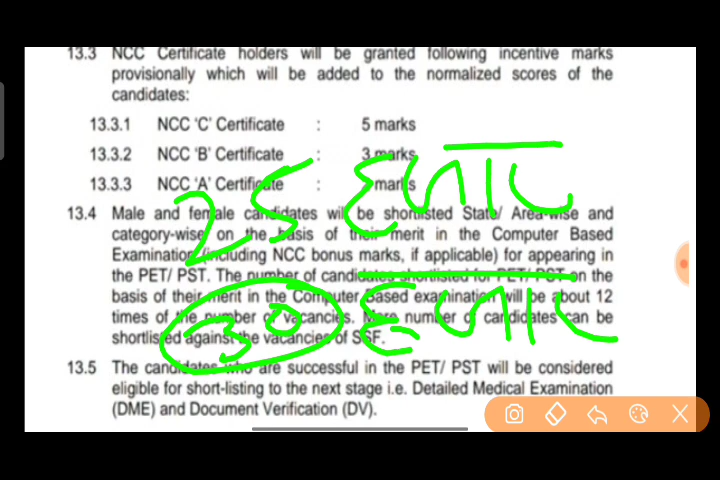 13.3 NCC Certificate holders will be granted following incentive marks
provisionally which will be added to the normalized scores of the
candidates:
13.3.1 NCC 'C' Certificate : 5 marks
13.3.2 NCC 'B' Certificate : 3 marks
13.3.3 NCC 'A' Certificate : marks
25 हजार
13.4 Male and female candidates will be shortlisted State/ Area-wise and
category-wise on the basis of their merit in the Computer Based
Examination (including NCC bonus marks, if applicable) for appearing in
the PET/ PST. The number of candidates shortlisted for PET/ PST on the
basis of their merit in the Computer Based examination will be about 12
times of the number of vacancies. More number of candidates can be
shortlisted against the vacancies of SSF.
30 हजार
13.5 The candidates who are successful in the PET/ PST will be considered
eligible for short-listing to the next stage i.e. Detailed Medical Examination
(DME) and Document Verification (DV).